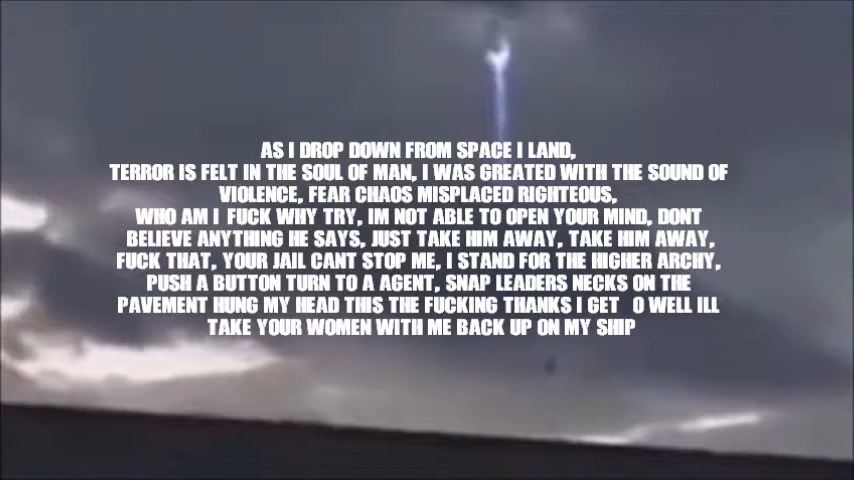 AS I DROP DOWN FROM SPACE I LAND,
TERROR IS FELT IN THE SOUL OF MAN, I WAS GREATED WITH THE SOUND OF
VIOLENCE, FEAR CHAOS MISPLACED RIGHTEOUS,
WHO AM I FUCK WHY TRY, IM NOT ABLE TO OPEN YOUR MIND, DONT
BELIEVE ANYTHING HE SAYS, JUST TAKE HIM AWAY, TAKE HIM AWAY,
FUCK THAT, YOUR JAIL CANT STOP ME, I STAND FOR THE HIGHER ARCHY,
PUSH A BUTTON TURN TO A AGENT, SNAP LEADERS NECKS ON THE
PAVEMENT HUNG MY HEAD THIS THE FUCKING THANKS I GET O WELL ILL
TAKE YOUR WOMEN WITH ME BACK UP ON MY SHIP